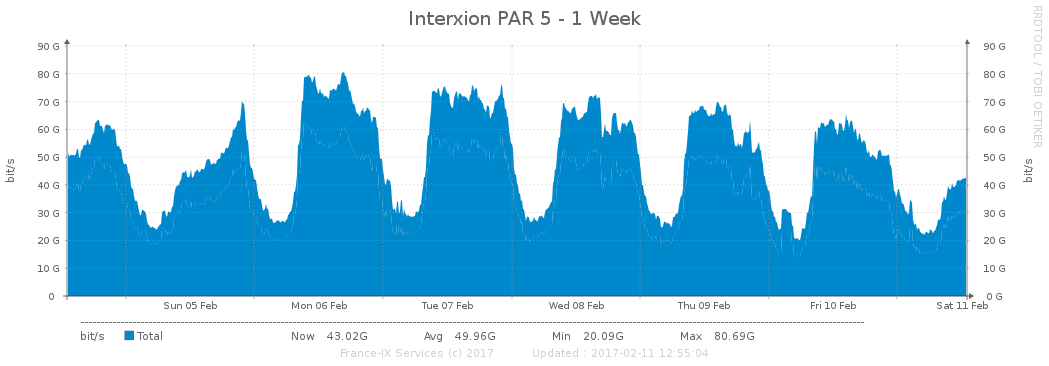 Interxion PAR 5 - 1 Week
RRDTOOL / TOBI OETIKER
bit/s
90 G
80 G
70 G
60 G
50 G
40 G
30 G
20 G
10 G
0
90 G
80 G
70 G
60 G
50 G
40 G
30 G
20 G
10 G
0 G
bit/s
Sun 05 Feb Mon 06 Feb Tue 07 Feb Wed 08 Feb Thu 09 Feb Fri 10 Feb Sat 11 Feb
bit/s Total Now 43.02G Avg 49.96G Min 20.09G Max 80.69G
France-IX Services (c) 2017 Updated : 2017-02-11 12:55:04